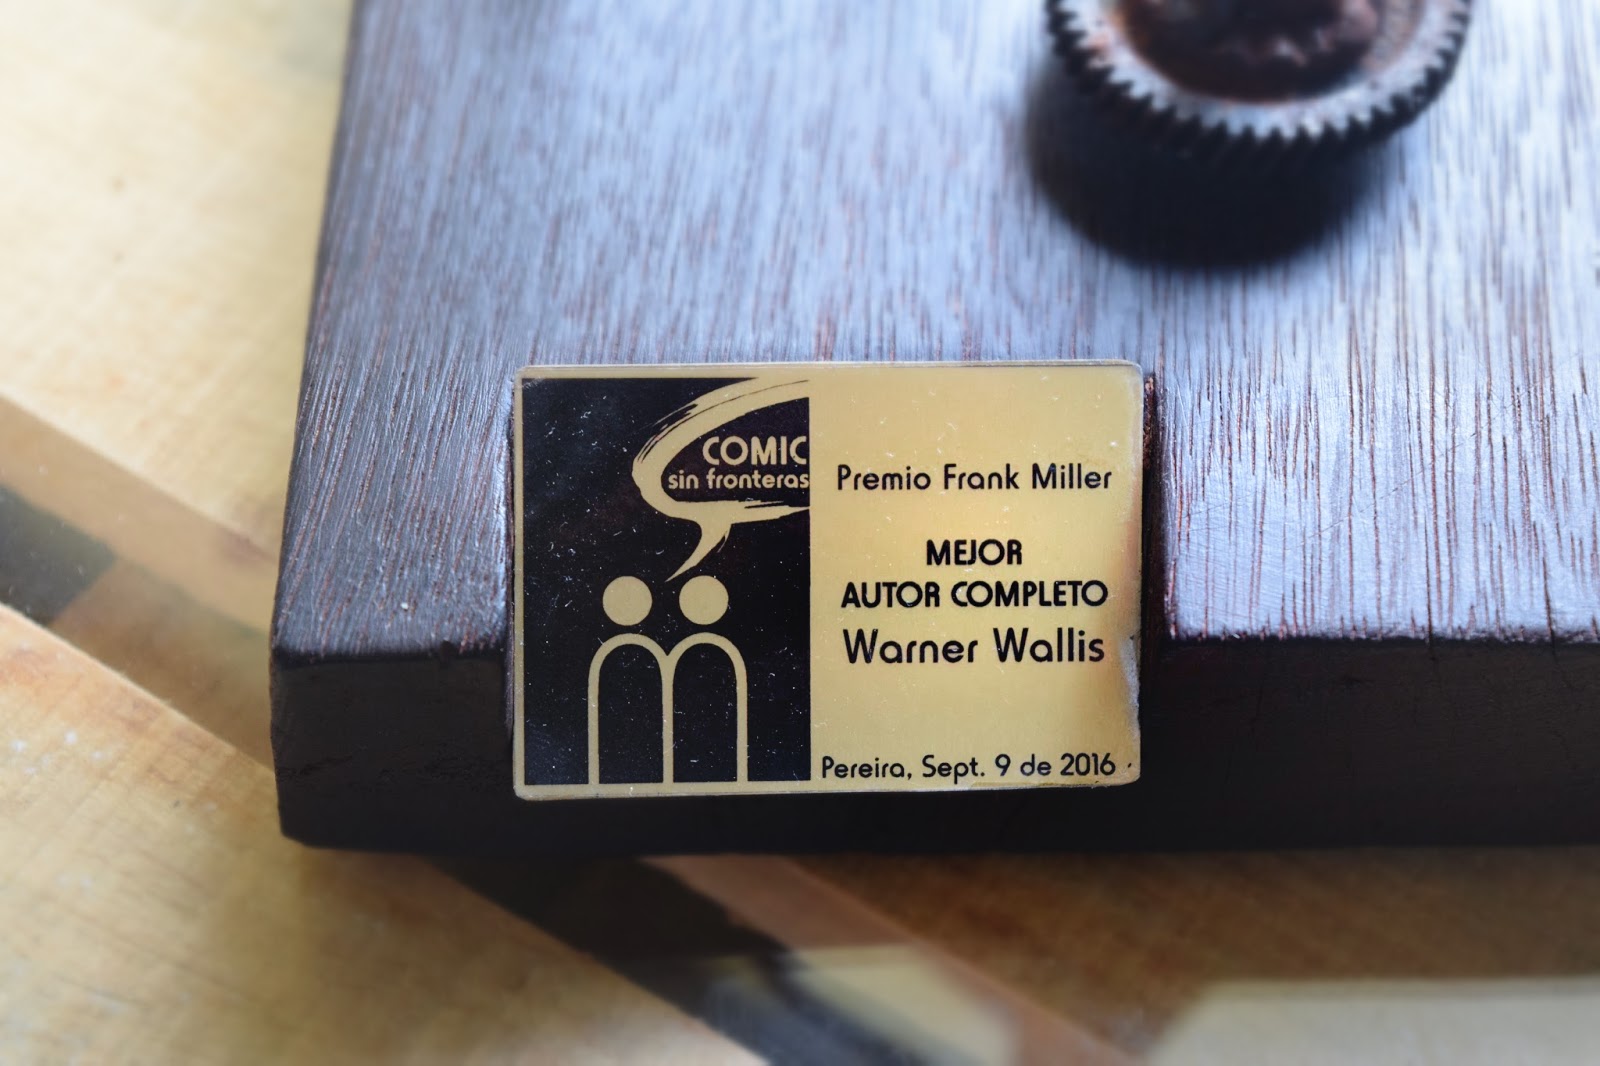 COMIC
sin fronteras
Premio Frank Miller
MEJOR
AUTOR COMPLETO
Warner Wallis
Pereira, Sept. 9 de 2016